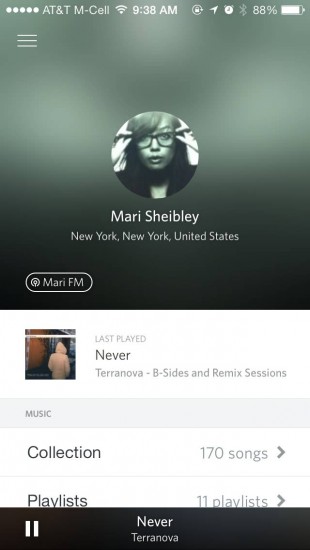 AT&T M-Cell 9:38 AM 88%
Mari Sheibley
New York, New York, United States
Mari FM
LAST PLAYED
Never
Terranova - B-Sides and Remix Sessions
MUSIC
Collection 170 songs
Playlists 11 playlists
Never
Terranova